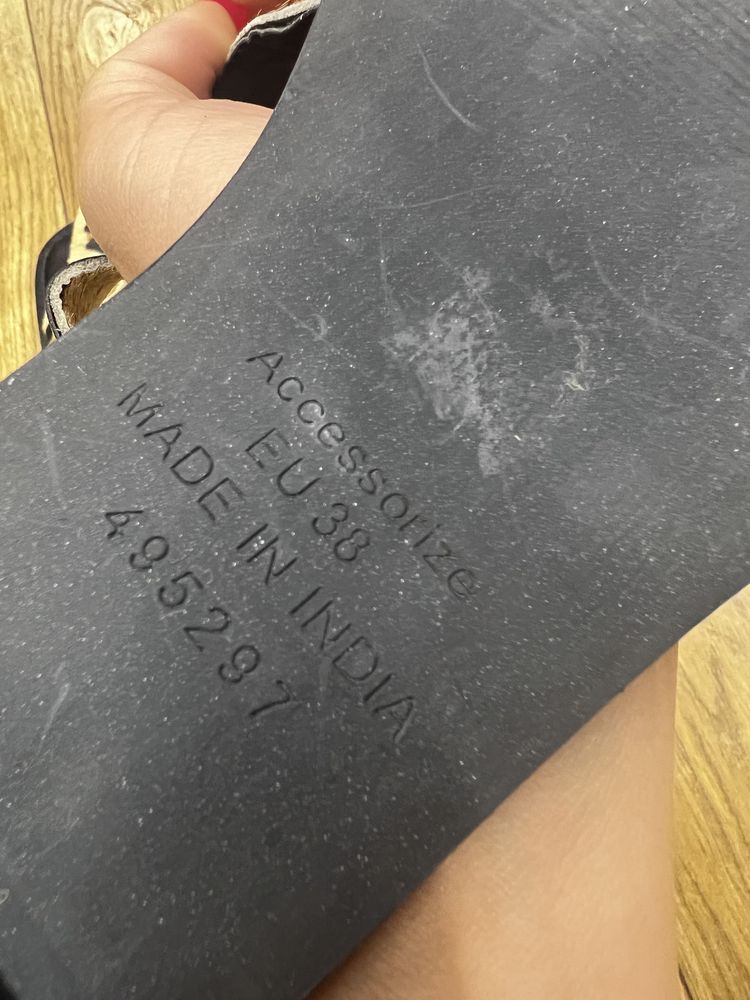 Accessorize
EU 38
MADE IN INDIA
495297